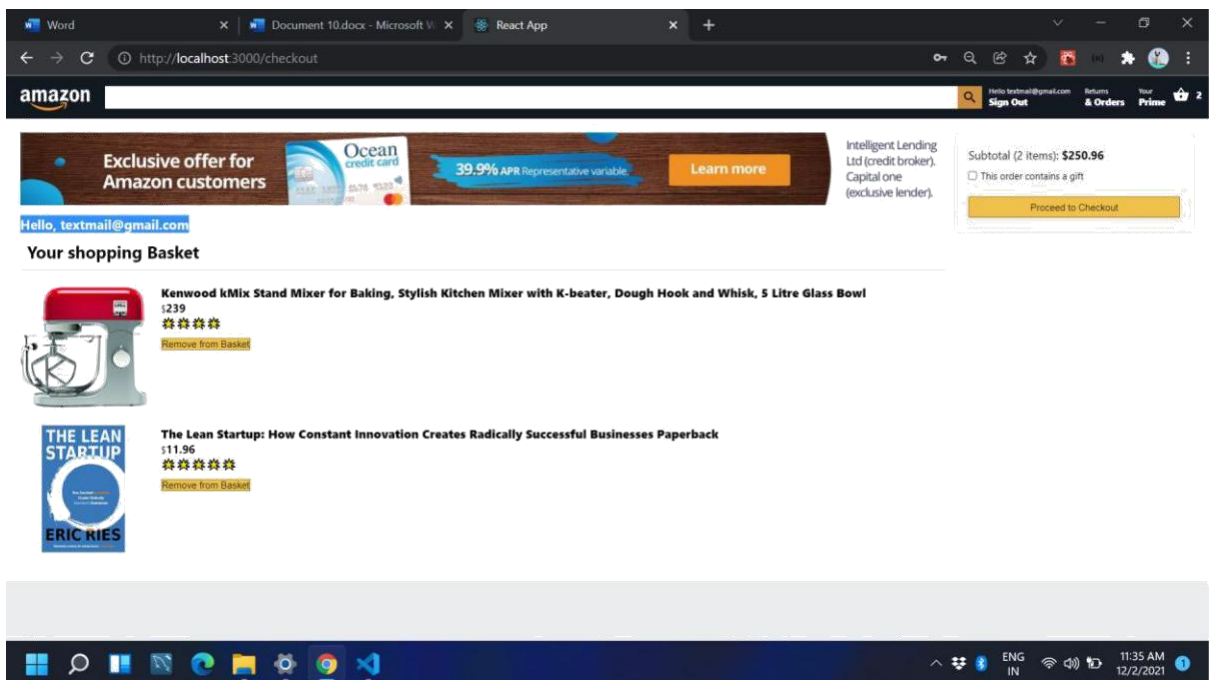 Word
Document 10.docx - Microsoft W
React App
http://localhost:3000/checkout
amazon
Hello textmail@gmail.com
Sign Out
Returns
& Orders
Your
Prime
2
Exclusive offer for
Amazon customers
Ocean
credit card
39.9% APR Representative variable.
Learn more
Intelligent Lending
Ltd (credit broker).
Capital one
(exclusive lender).
Subtotal (2 items): $250.96
This order contains a gift
Proceed to Checkout
Hello, textmail@gmail.com
Your shopping Basket
Kenwood kMix Stand Mixer for Baking, Stylish Kitchen Mixer with K-beater, Dough Hook and Whisk, 5 Litre Glass Bowl
$239
Remove from Basket
THE LEAN
STARTUP
ERIC RIES
The Lean Startup: How Constant Innovation Creates Radically Successful Businesses Paperback
$11.96
Remove from Basket
ENG
IN
11:35 AM
12/2/2021
1